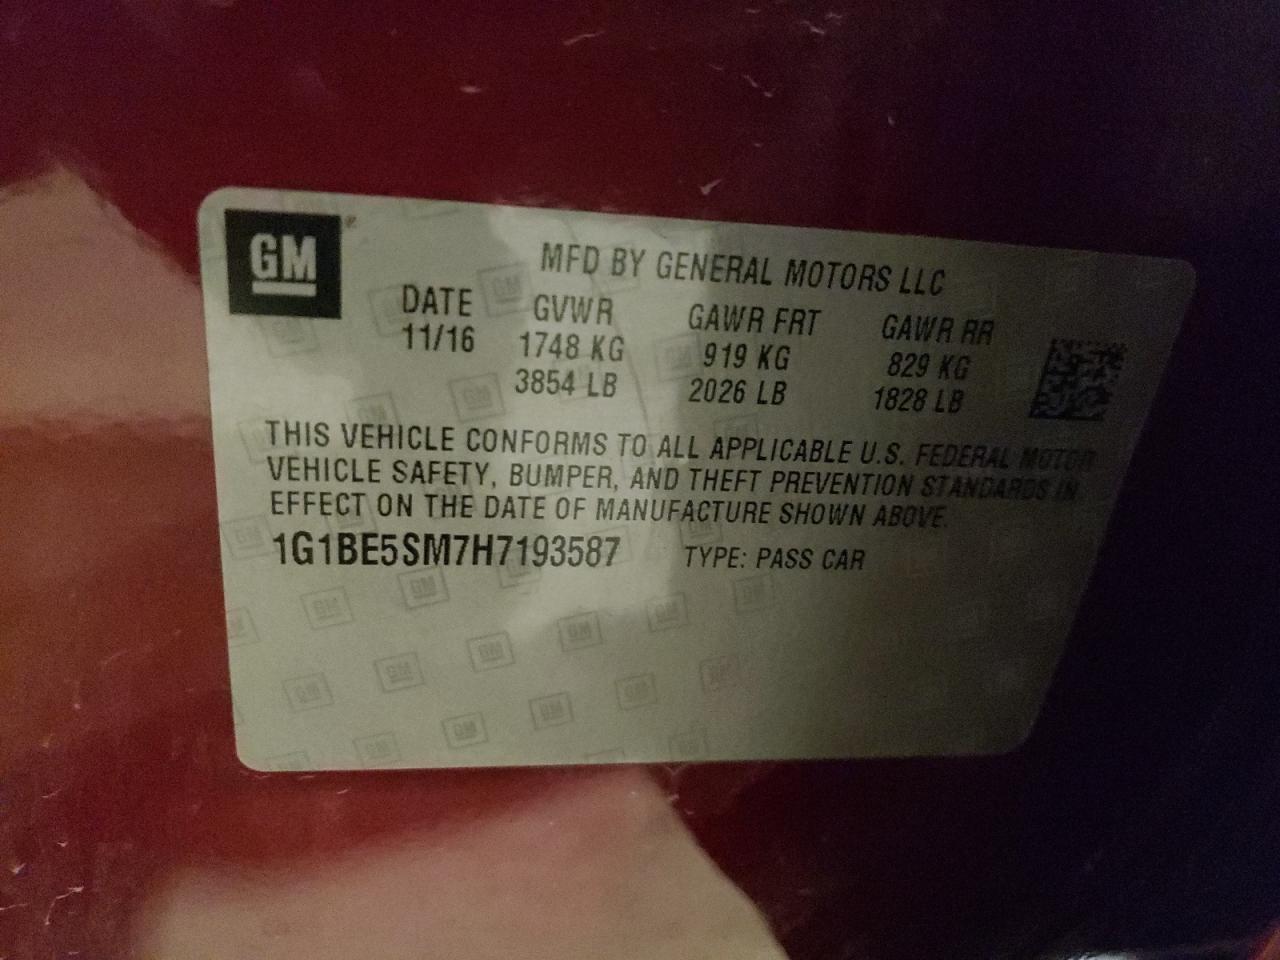 GM
MFD BY GENERAL MOTORS LLC
DATE GVWR GAWR FRT GAWR RR
11/16 1748 KG 919 KG 829 KG
3854 LB 2026 LB 1828 LB
THIS VEHICLE CONFORMS TO ALL APPLICABLE U.S. FEDERAL MOTOR
VEHICLE SAFETY, BUMPER, AND THEFT PREVENTION STANDARDS IN
EFFECT ON THE DATE OF MANUFACTURE SHOWN ABOVE.
1G1BE5SM7H7193587 TYPE: PASS CAR